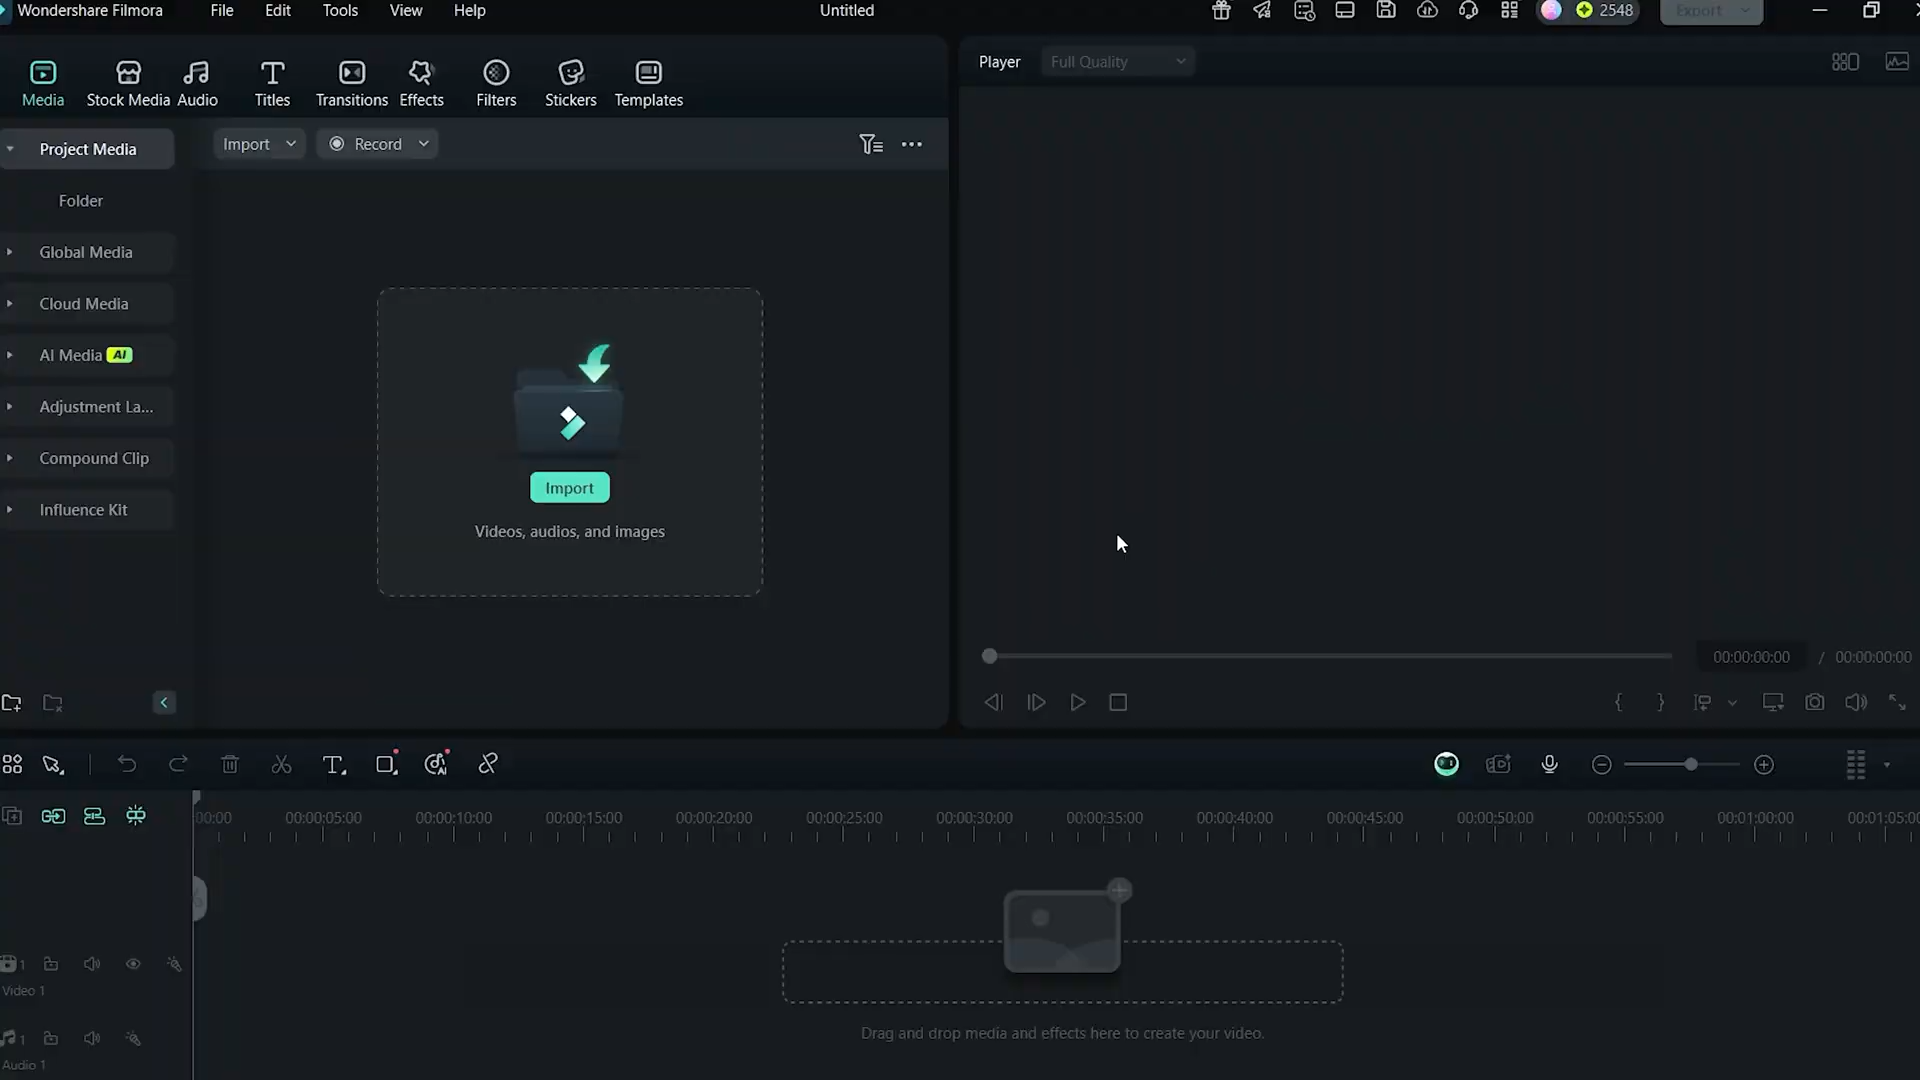 Wondershare Filmora
File
Edit
Tools
View
Help
Untitled
2548
Export
Media
Stock Media
Audio
Titles
Transitions
Effects
Filters
Stickers
Templates
Player
Full Quality
Project Media
Import
Record
Folder
Global Media
Cloud Media
AI Media AI
Adjustment La...
Compound Clip
Influence Kit
Import
Videos, audios, and images
00:00:00:00 / 00:00:00:00
00:00
00:00:05:00
00:00:10:00
00:00:15:00
00:00:20:00
00:00:25:00
00:00:30:00
00:00:35:00
00:00:40:00
00:00:45:00
00:00:50:00
00:00:55:00
00:01:00:00
00:01:05:00
1
Video 1
Drag and drop media and effects here to create your video.
1
Audio 1